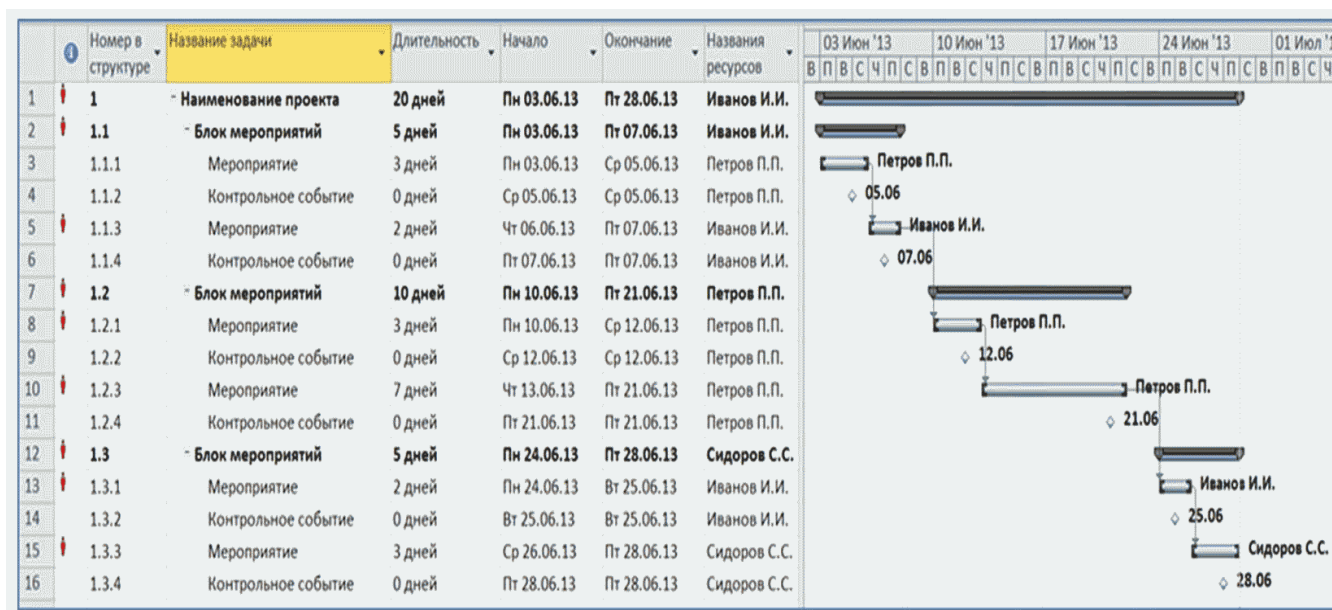 Номер в структуре Название задачи Длительность Начало Окончание Названия ресурсов 03 Июн '13 10 Июн '13 17 Июн '13 24 Июн '13 01 Июл '1
В П В С Ч П С В П В С Ч П С В П В С Ч П С В П В С Ч П С В П В С Ч
1 1 Наименование проекта 20 дней Пн 03.06.13 Пт 28.06.13 Иванов И.И.
2 1.1 Блок мероприятий 5 дней Пн 03.06.13 Пт 07.06.13 Иванов И.И.
3 1.1.1 Мероприятие 3 дней Пн 03.06.13 Ср 05.06.13 Петров П.П. Петров П.П.
4 1.1.2 Контрольное событие 0 дней Ср 05.06.13 Ср 05.06.13 Петров П.П. 05.06
5 1.1.3 Мероприятие 2 дней Чт 06.06.13 Пт 07.06.13 Иванов И.И. Иванов И.И.
6 1.1.4 Контрольное событие 0 дней Пт 07.06.13 Пт 07.06.13 Иванов И.И. 07.06
7 1.2 Блок мероприятий 10 дней Пн 10.06.13 Пт 21.06.13 Петров П.П.
8 1.2.1 Мероприятие 3 дней Пн 10.06.13 Ср 12.06.13 Петров П.П. Петров П.П.
9 1.2.2 Контрольное событие 0 дней Ср 12.06.13 Ср 12.06.13 Петров П.П. 12.06
10 1.2.3 Мероприятие 7 дней Чт 13.06.13 Пт 21.06.13 Петров П.П. Петров П.П.
11 1.2.4 Контрольное событие 0 дней Пт 21.06.13 Пт 21.06.13 Петров П.П. 21.06
12 1.3 Блок мероприятий 5 дней Пн 24.06.13 Пт 28.06.13 Сидоров С.С.
13 1.3.1 Мероприятие 2 дней Пн 24.06.13 Вт 25.06.13 Иванов И.И. Иванов И.И.
14 1.3.2 Контрольное событие 0 дней Вт 25.06.13 Вт 25.06.13 Иванов И.И. 25.06
15 1.3.3 Мероприятие 3 дней Ср 26.06.13 Пт 28.06.13 Сидоров С.С. Сидоров С.С.
16 1.3.4 Контрольное событие 0 дней Пт 28.06.13 Пт 28.06.13 Сидоров С.С. 28.06